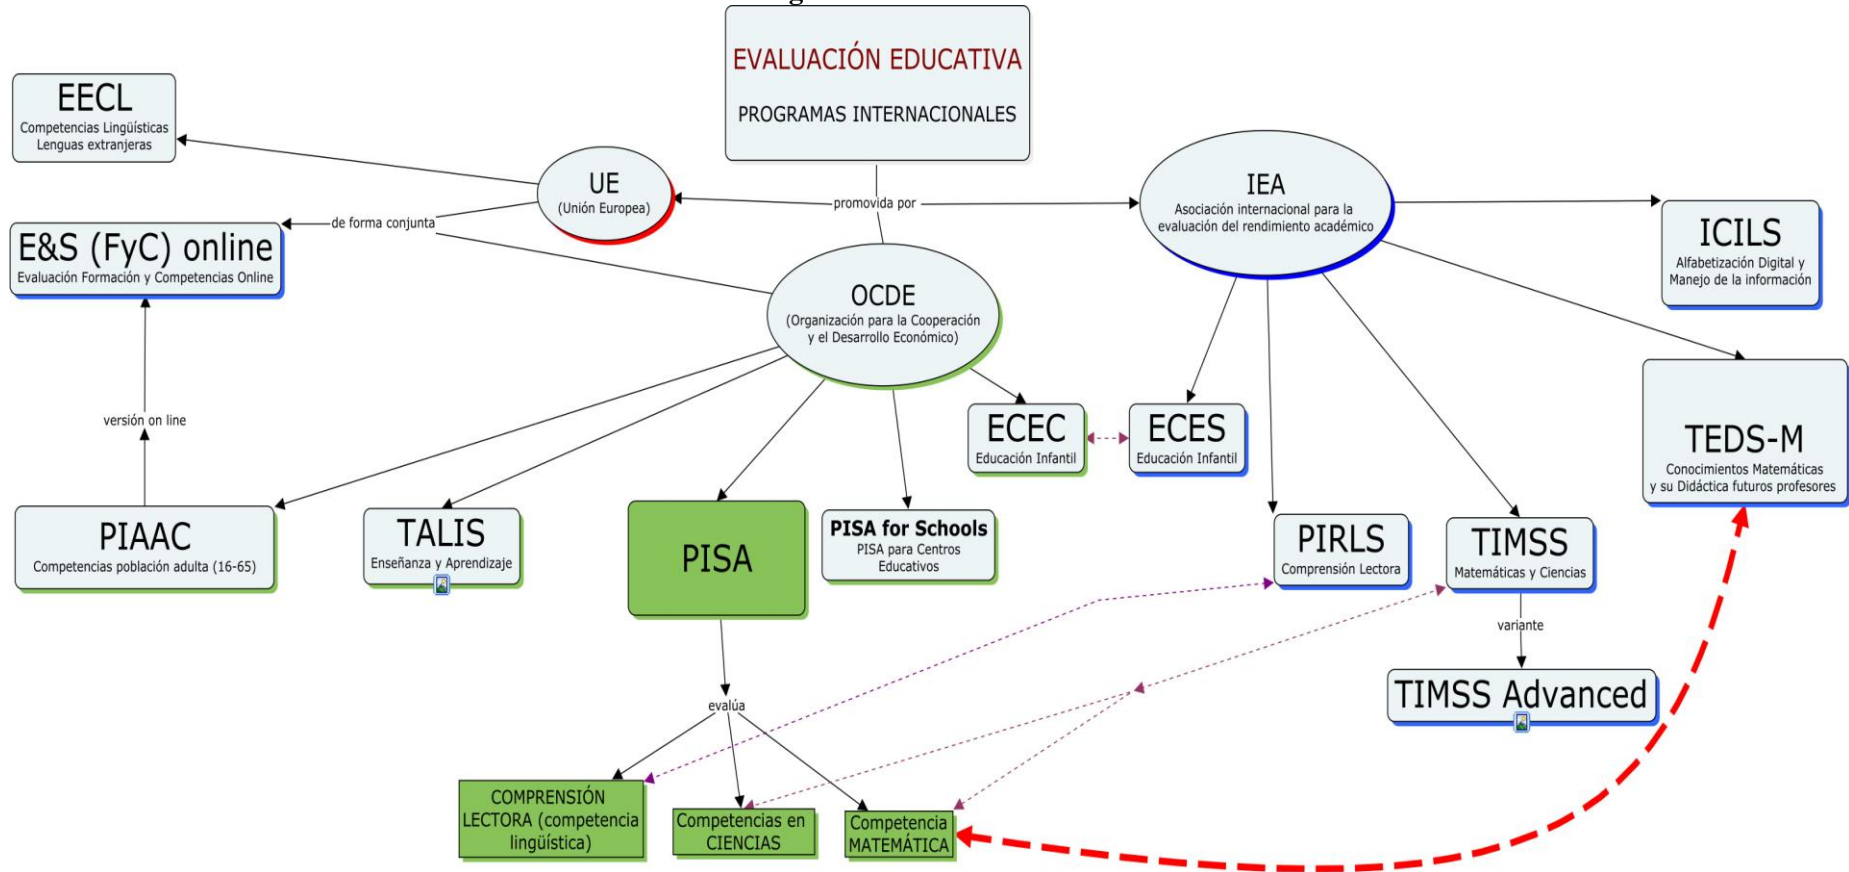 EVALUACIÓN EDUCATIVA
PROGRAMAS INTERNACIONALES
EECL
Competencias Lingüísticas
Lenguas extranjeras
UE
(Unión Europea)
promovida por
IEA
Asociación internacional para la
evaluación del rendimiento académico
ICILS
Alfabetización Digital y
Manejo de la información
de forma conjunta
E&S (FyC) online
Evaluación Formación y Competencias Online
OCDE
(Organización para la Cooperación
y el Desarrollo Económico)
versión on line
ECEC
Educación Infantil
ECES
Educación Infantil
TEDS-M
Conocimientos Matemáticas
y su Didáctica futuros profesores
PIAAC
Competencias población adulta (16-65)
TALIS
Enseñanza y Aprendizaje
PISA
PISA for Schools
PISA para Centros
Educativos
PIRLS
Comprensión Lectora
TIMSS
Matemáticas y Ciencias
variante
TIMSS Advanced
evalúa
COMPRENSIÓN
LECTORA (competencia
lingüística)
Competencias en
CIENCIAS
Competencia
MATEMÁTICA